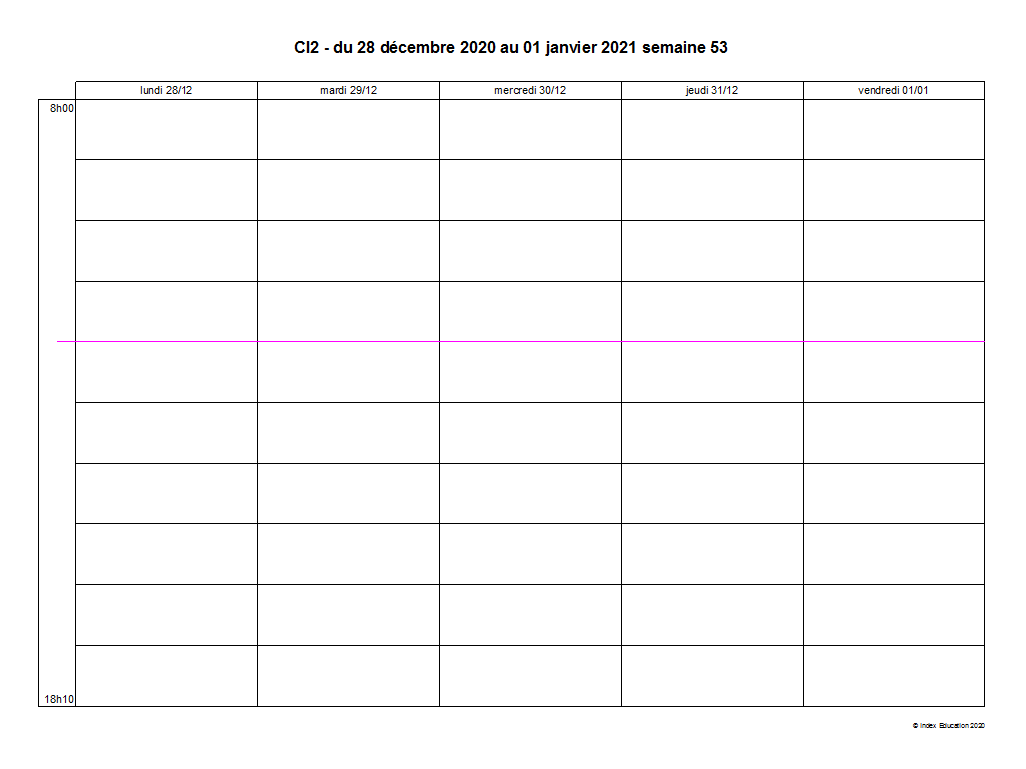 CI2 - du 28 décembre 2020 au 01 janvier 2021 semaine 53
lundi 28/12 mardi 29/12 mercredi 30/12 jeudi 31/12 vendredi 01/01
8h00
18h10
© Index Education 2020